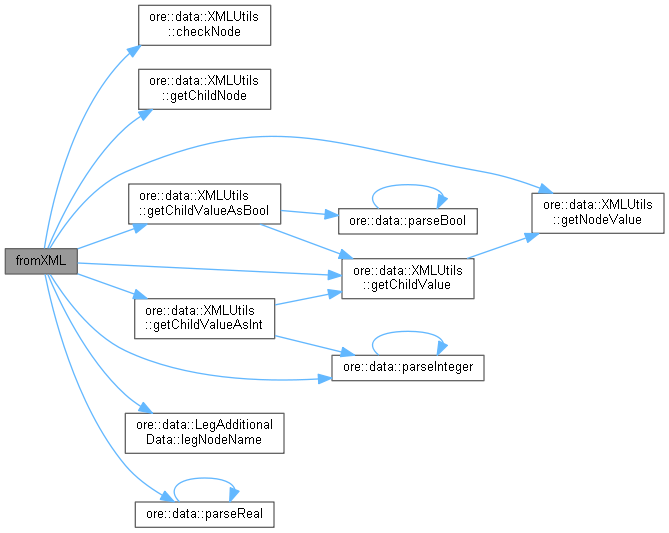 ore::data::XMLUtils
::checkNode
ore::data::XMLUtils
::getChildNode
ore::data::XMLUtils
::getChildValueAsBool
ore::data::parseBool
ore::data::XMLUtils
::getNodeValue
fromXML
ore::data::XMLUtils
::getChildValue
ore::data::XMLUtils
::getChildValueAsInt
ore::data::parseInteger
ore::data::LegAdditional
Data::legNodeName
ore::data::parseReal